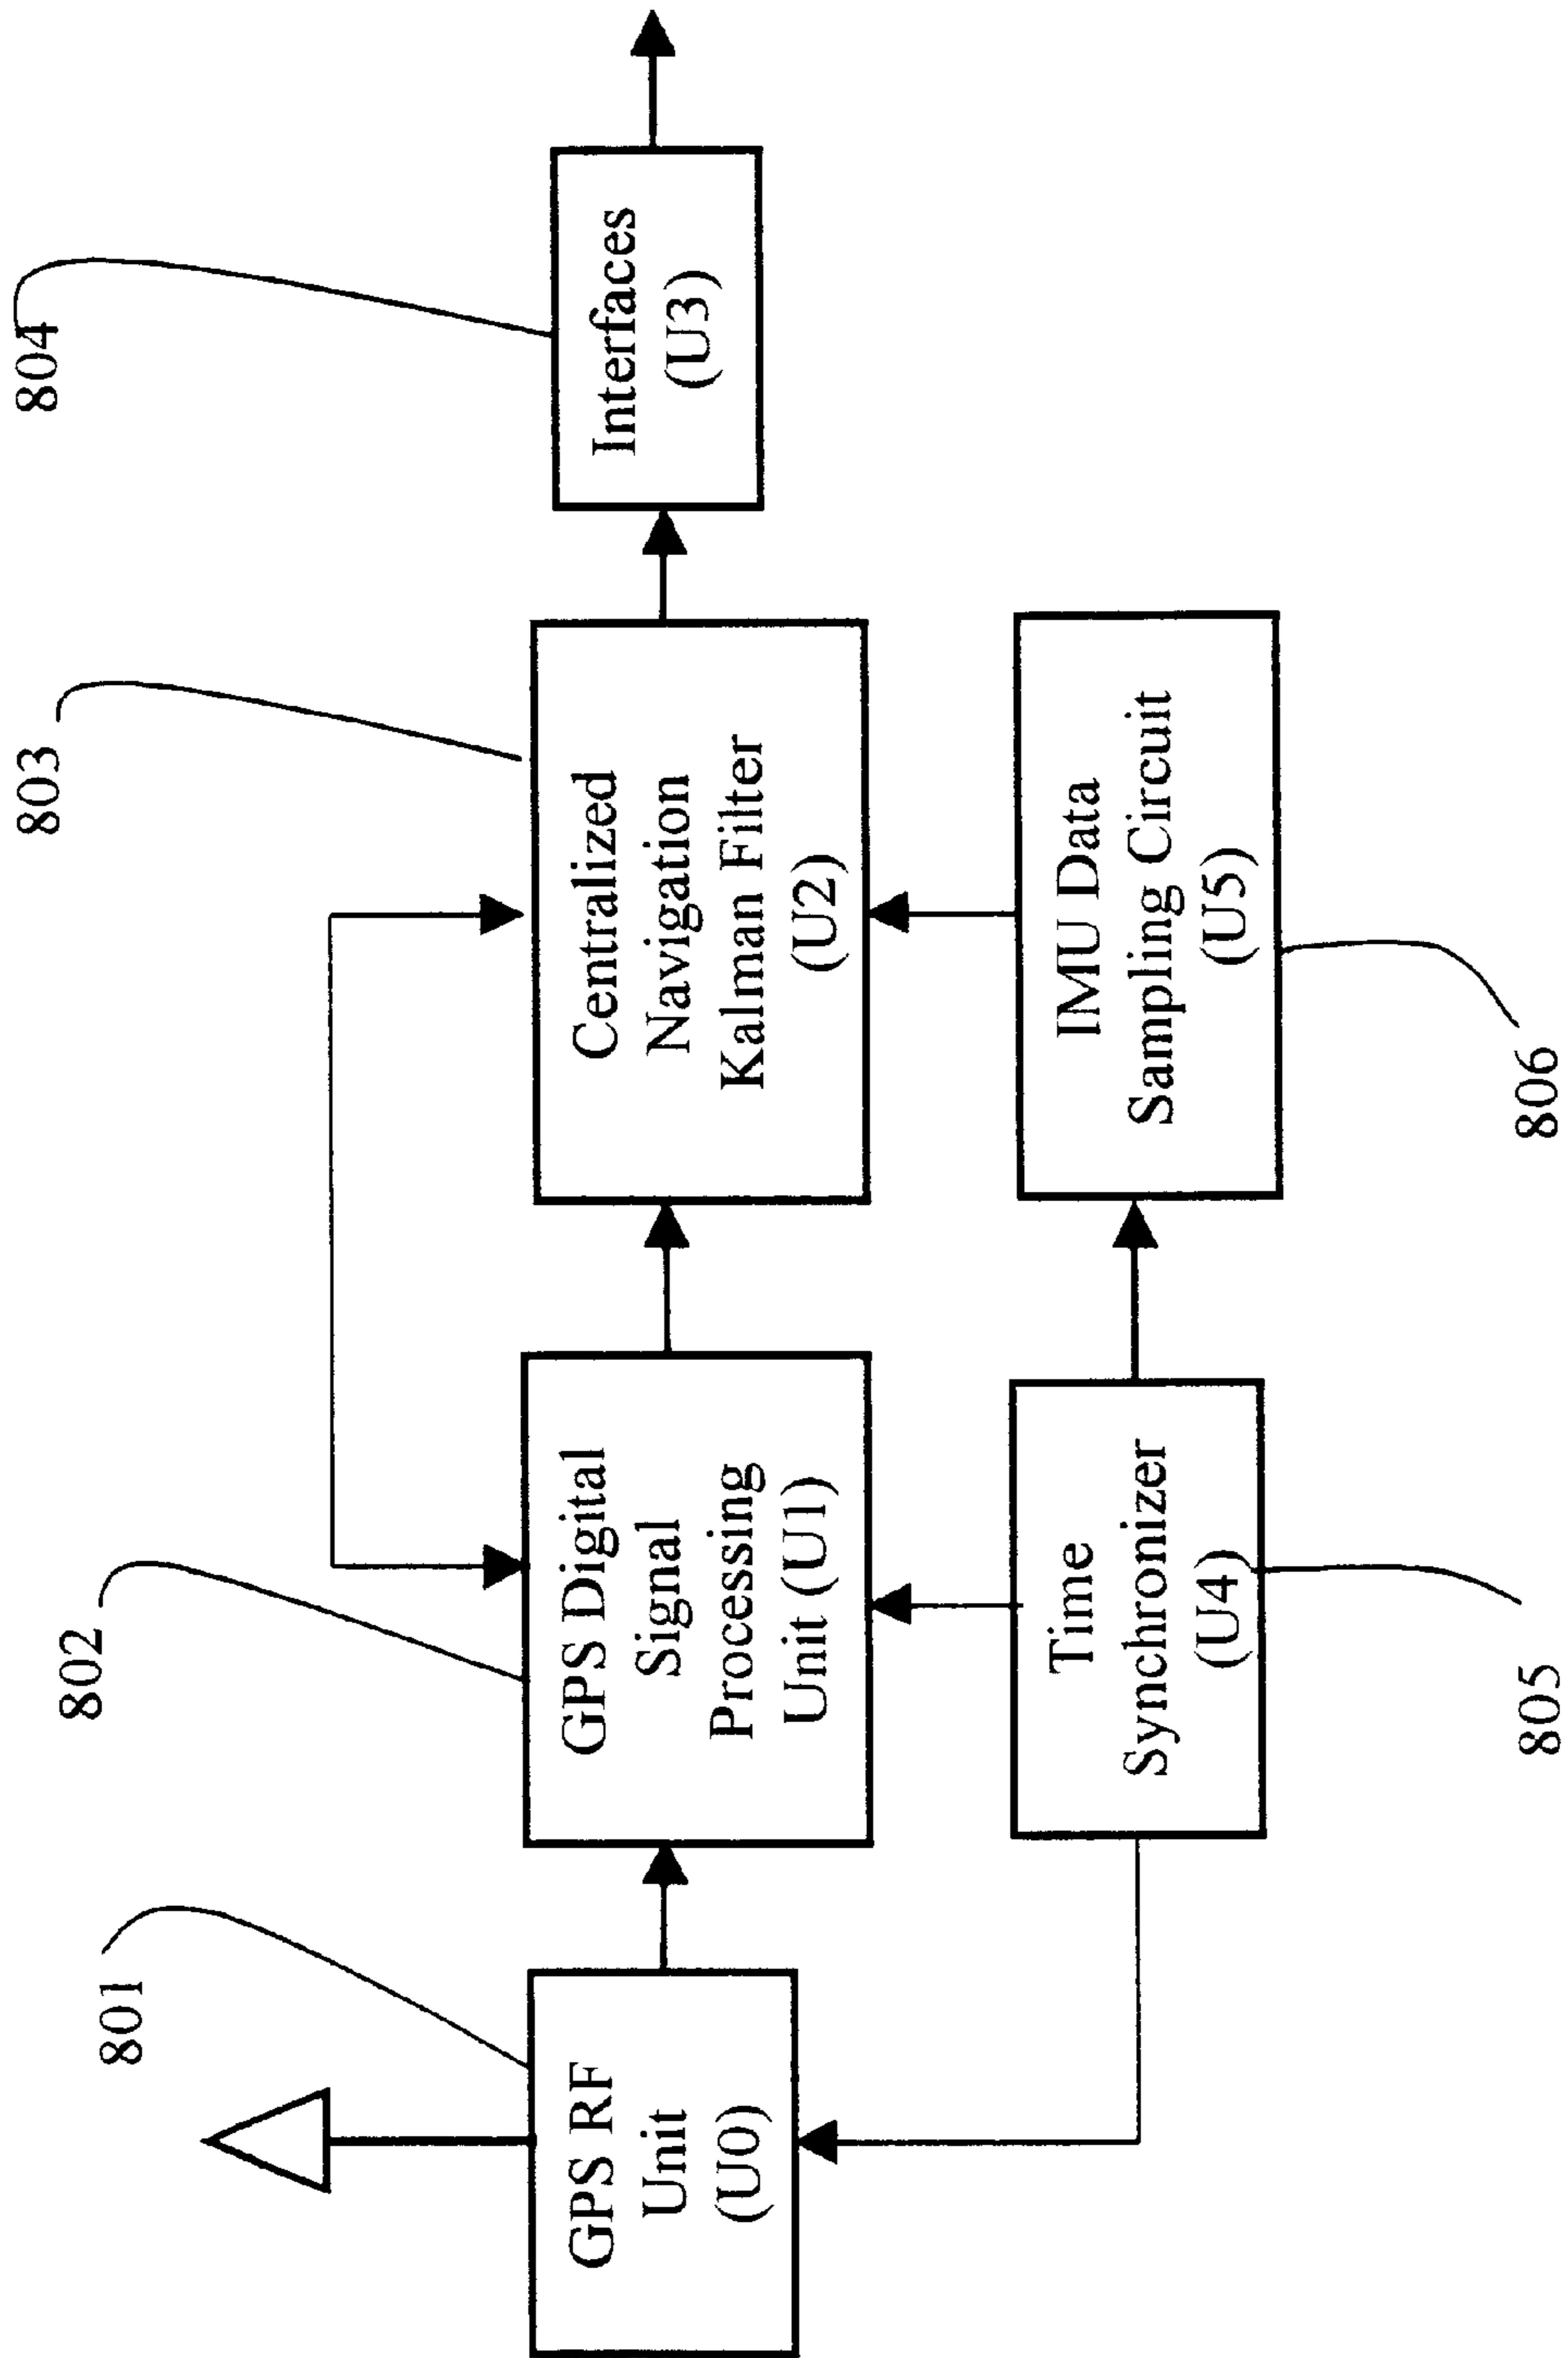 801
802
803
804
GPS RF
Unit
(U0)
GPS Digital
Signal
Processing
Unit (U1)
Centralized
Navigation
Kalman Filter
(U2)
Interfaces
(U3)
Time
Synchronizer
(U4)
IMU Data
Sampling Circuit
(U5)
805
806